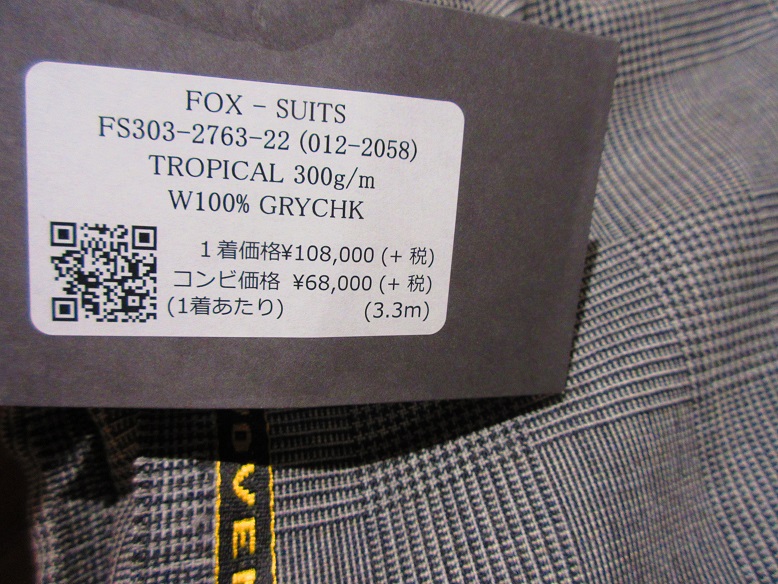 FOX - SUITS
FS303-2763-22 (012-2058)
TROPICAL 300g/m
W100% GRYCHK
1着価格¥108,000 (+ 税)
コンビ価格 ¥68,000 (+ 税)
(1着あたり) (3.3m)
OVER